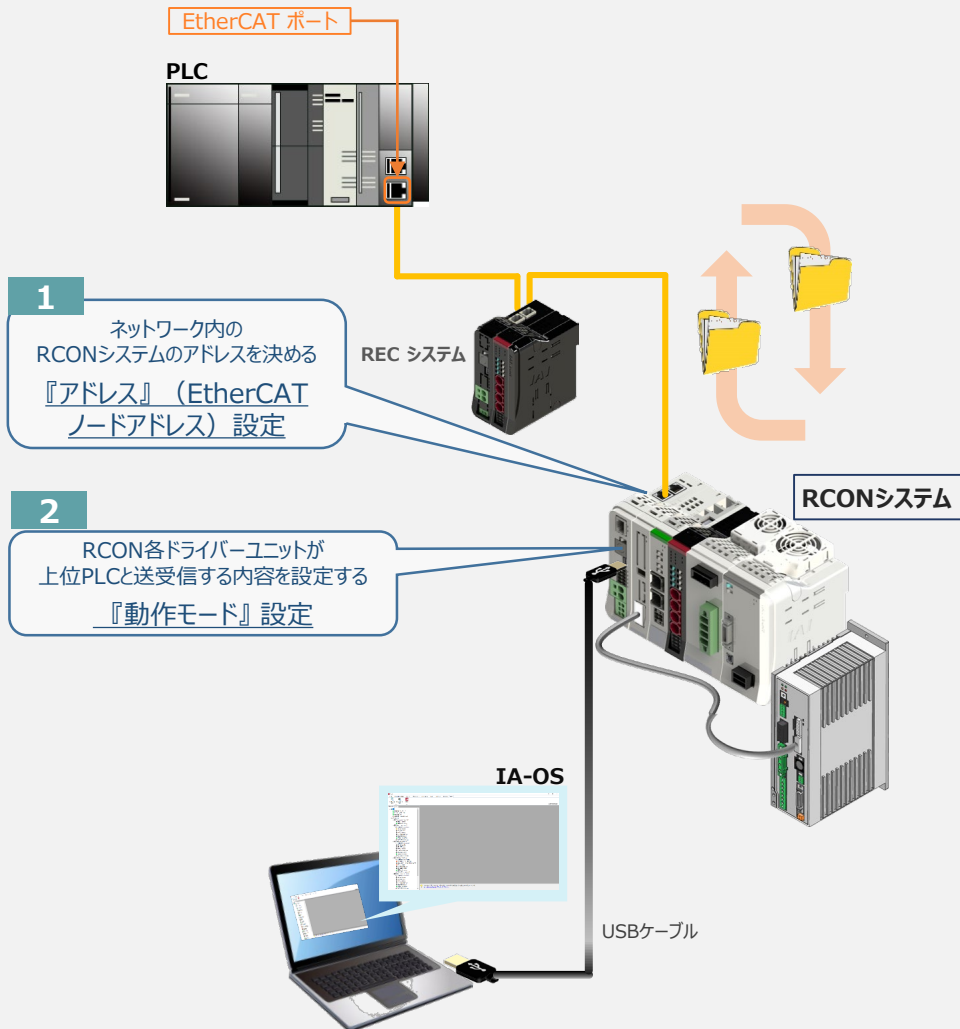 EtherCAT ポート
PLC
1
ネットワーク内の
RCONシステムのアドレスを決める
『アドレス』（EtherCAT
ノードアドレス）設定
REC システム
RCONシステム
2
RCON各ドライバーユニットが
上位PLCと送受信する内容を設定する
『動作モード』設定
IA-OS
USBケーブル